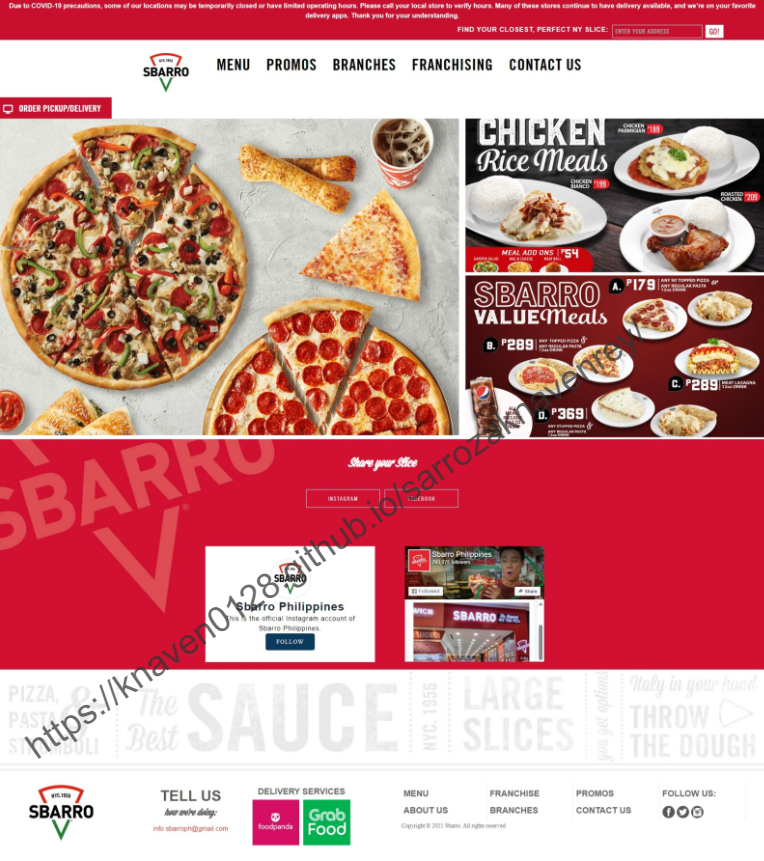 Due to COVID-19 precautions, some of our locations may be temporarily closed or have limited operating hours. Please call your local store to verify hours. Many of these stores continue to have delivery available, and we're on your favorite
delivery apps. Thank you for your understanding.
FIND YOUR CLOSEST, PERFECT NY SLICE: ENTER YOUR ADDRESS GO!
NYC, 1956
SBARRO
MENU PROMOS BRANCHES FRANCHISING CONTACT US
ORDER PICKUP/DELIVERY
CHICKEN
Rice Meals
CHICKEN
PARMIGIAN ₱189
CHICKEN
BIANCO ₱199
ROASTED
CHICKEN ₱205
MEAL ADD ONS ₱54
SBARRO
VALUE Meals
A. ₱179 ANY NY TOPPED PIZZA
ANY REGULAR PASTA
12oz DRINK
B. ₱289 ANY TOPPED PIZZA &
ANY REGULAR PASTA
12oz DRINK
C. ₱289 MEAT LASAGNA
12oz DRINK
D. ₱369 ANY STUFFED PIZZA &
ANY REGULAR PASTA
12oz DRINK
pepsi
SBARRO
Share your Slice
INSTAGRAM FACEBOOK
SBARRO
Sbarro Philippines
This is the official Instagram account of
Sbarro Philippines.
FOLLOW
Sbarro Philippines
followers
Followed Share
SBARRO
https://knaven0128.github.io/sarrozaknavenrey/
PIZZA,
PASTA &
STROMBOLI
The
Best
SAUCE
NYC. 1956
LARGE
SLICES
you get options
Italy in your hand
THROW
THE DOUGH
NYC, 1956
SBARRO
TELL US
how we're doing:
info.sbarroph@gmail.com
DELIVERY SERVICES
foodpanda
Grab
Food
MENU FRANCHISE PROMOS FOLLOW US:
ABOUT US BRANCHES CONTACT US
Copyright © 2021 Sbarro. All rights reserved.